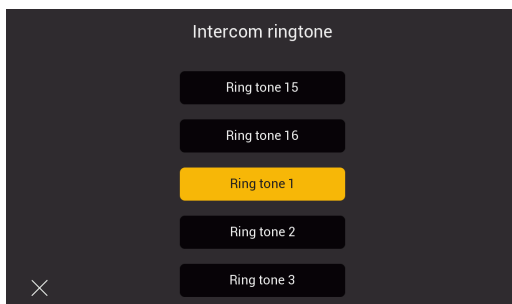 Intercom ringtone
Ring tone 15
Ring tone 16
Ring tone 1
Ring tone 2
Ring tone 3